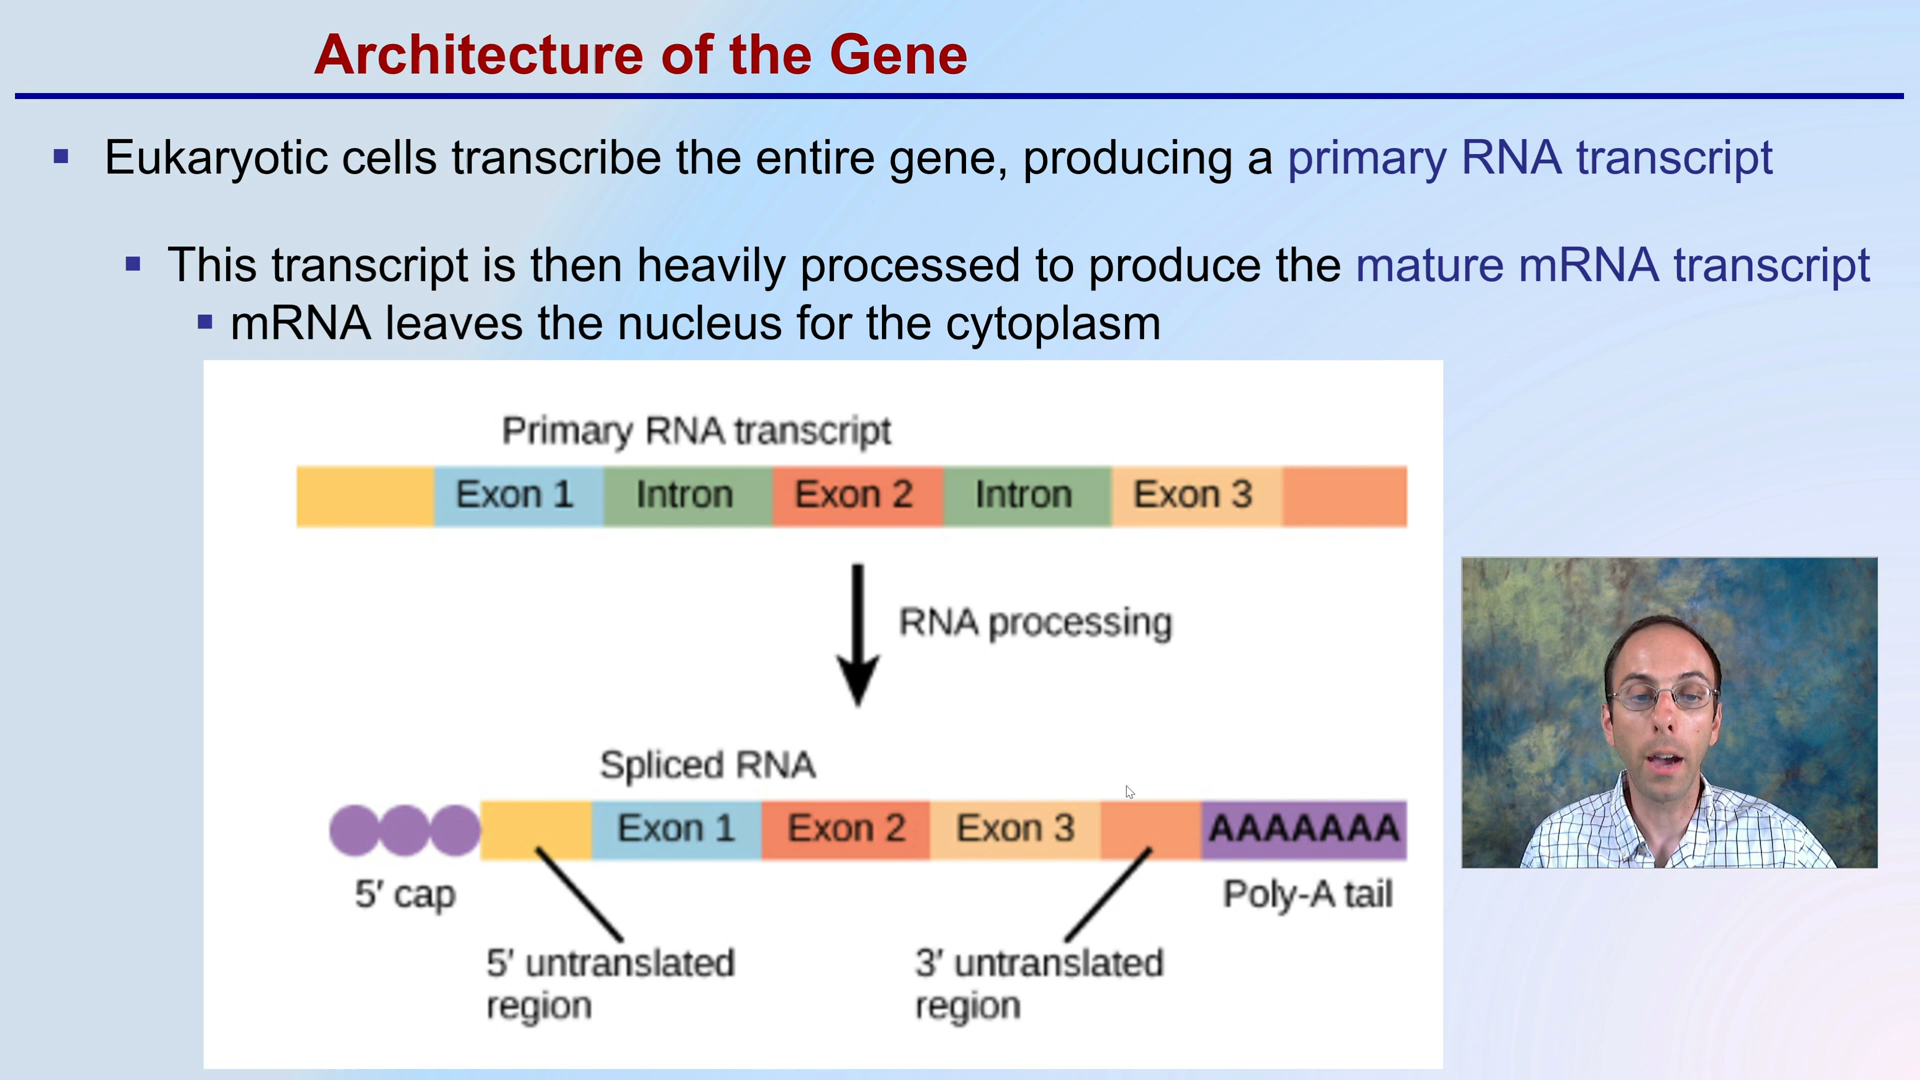 Architecture of the Gene
Eukaryotic cells transcribe the entire gene, producing a primary RNA transcript
This transcript is then heavily processed to produce the mature mRNA transcript
mRNA leaves the nucleus for the cytoplasm
Primary RNA transcript
Exon 1 Intron Exon 2 Intron Exon 3
RNA processing
Spliced RNA
Exon 1 Exon 2 Exon 3 AAAAAAA
5′ cap
Poly-A tail
5′ untranslated
region
3′ untranslated
region